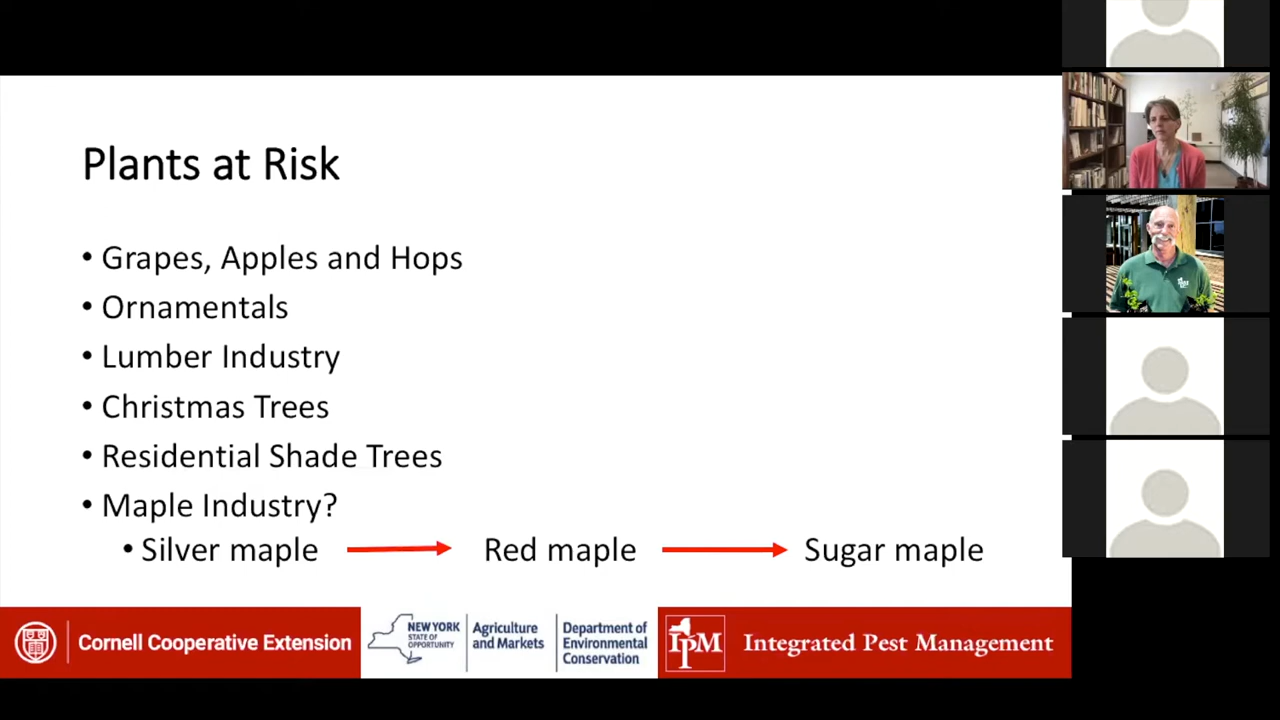 Plants at Risk
• Grapes, Apples and Hops
• Ornamentals
• Lumber Industry
• Christmas Trees
• Residential Shade Trees
• Maple Industry?
• Silver maple Red maple Sugar maple
Cornell Cooperative Extension
NEW YORK
STATE OF
OPPORTUNITY
Agriculture
and Markets
Department of
Environmental
Conservation
IPM
Integrated Pest Management